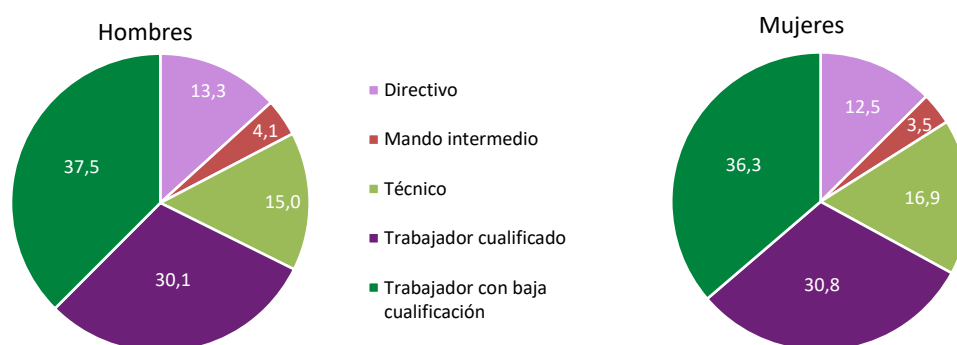 Hombres
13,3
4,1
15,0
30,1
37,5
Directivo
Mando intermedio
Técnico
Trabajador cualificado
Trabajador con baja
cualificación
Mujeres
12,5
3,5
16,9
30,8
36,3